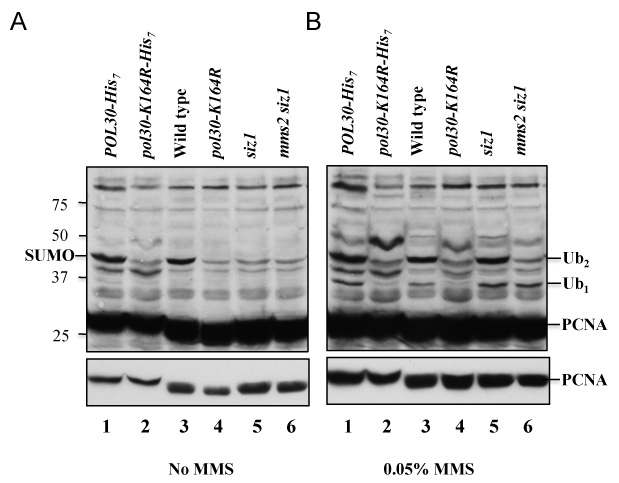 A
B
POL30-His7
pol30-K164R-His7
Wild type
pol30-K164R
siz1
mms2 siz1
POL30-His7
pol30-K164R-His7
Wild type
pol30-K164R
siz1
mms2 siz1
75
50
SUMO
37
25
Ub2
Ub1
PCNA
PCNA
1 2 3 4 5 6
1 2 3 4 5 6
No MMS
0.05% MMS